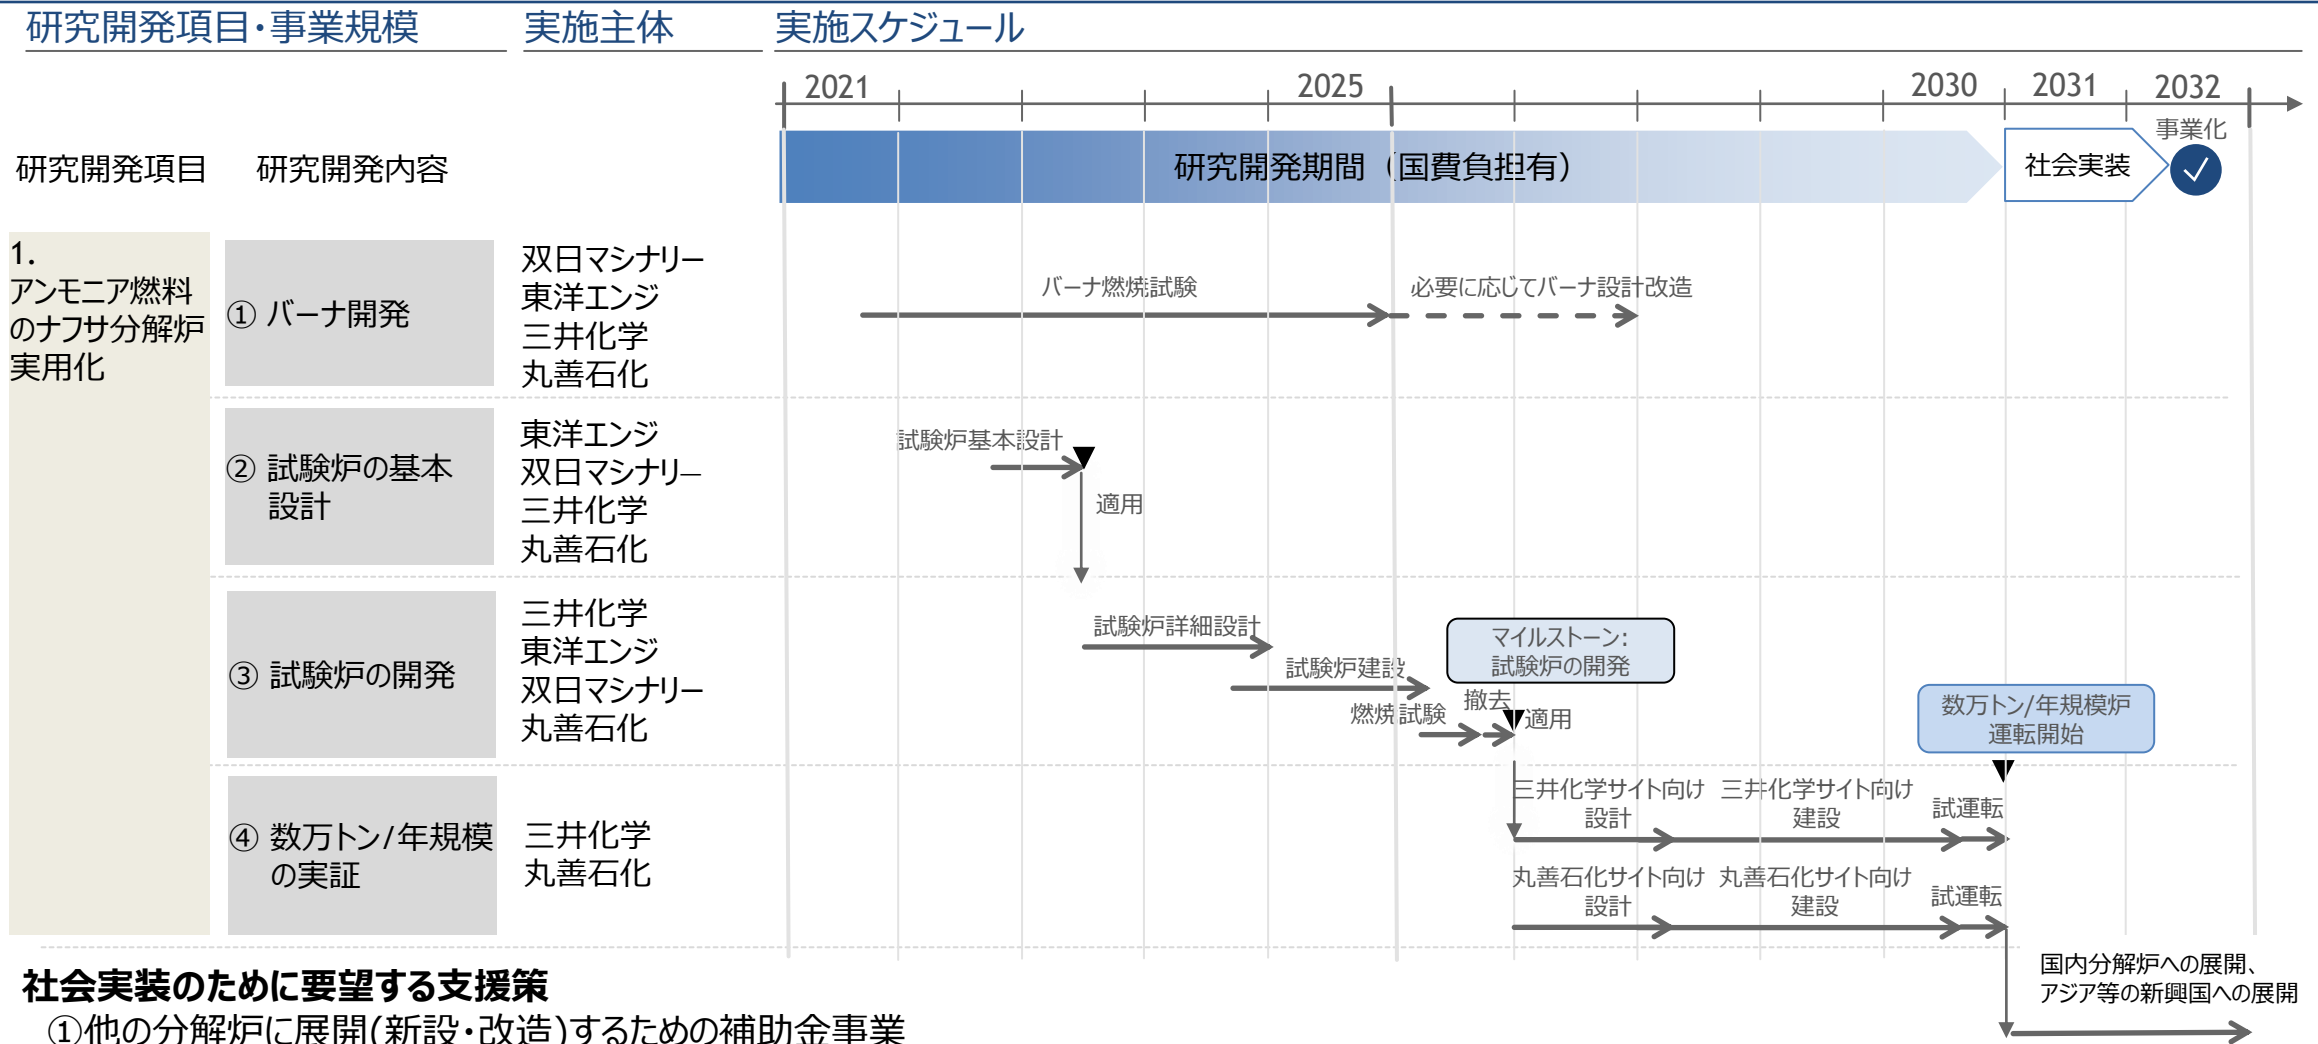 研究開発項目・事業規模
実施主体
実施スケジュール
2021
2025
2030
2031
2032
研究開発項目
研究開発内容
研究開発期間（国費負担有）
社会実装
事業化
1.
アンモニア燃料
のナフサ分解炉
実用化
① バーナ開発
双日マシナリー
東洋エンジ
三井化学
丸善石化
バーナ燃焼試験
必要に応じてバーナ設計改造
② 試験炉の基本
設計
東洋エンジ
双日マシナリー
三井化学
丸善石化
試験炉基本設計
適用
③ 試験炉の開発
三井化学
東洋エンジ
双日マシナリー
丸善石化
試験炉詳細設計
試験炉建設
燃焼試験
撤去
適用
マイルストーン:
試験炉の開発
数万トン/年規模炉
運転開始
④ 数万トン/年規模
の実証
三井化学
丸善石化
三井化学サイト向け
設計
三井化学サイト向け
建設
試運転
丸善石化サイト向け
設計
丸善石化サイト向け
建設
試運転
国内分解炉への展開、
アジア等の新興国への展開
社会実装のために要望する支援策
①他の分解炉に展開(新設・改造)するための補助金事業